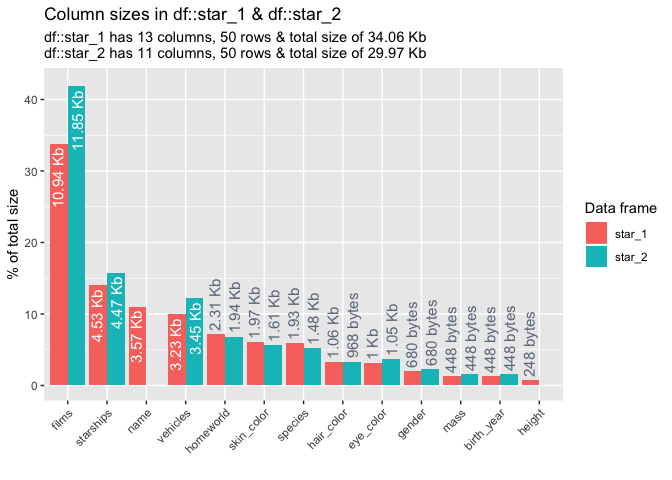 Column sizes in df::star_1 & df::star_2
df::star_1 has 13 columns, 50 rows & total size of 34.06 Kb
df::star_2 has 11 columns, 50 rows & total size of 29.97 Kb
% of total size
40
30
20
10
0
10.94 Kb
11.85 Kb
4.53 Kb
4.47 Kb
3.57 Kb
3.23 Kb
3.45 Kb
2.31 Kb
1.94 Kb
1.97 Kb
1.61 Kb
1.93 Kb
1.48 Kb
1.06 Kb
968 bytes
1 Kb
1.05 Kb
680 bytes
680 bytes
448 bytes
448 bytes
448 bytes
448 bytes
248 bytes
films
starships
name
vehicles
homeworld
skin_color
species
hair_color
eye_color
gender
mass
birth_year
height
Data frame
star_1
star_2